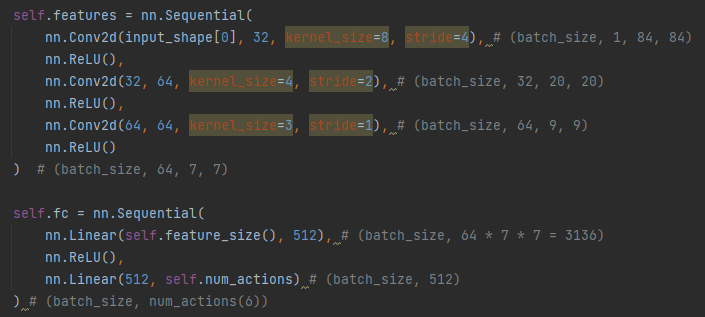 self.features = nn.Sequential(
    nn.Conv2d(input_shape[0], 32, kernel_size=8, stride=4), # (batch_size, 1, 84, 84)
    nn.ReLU(),
    nn.Conv2d(32, 64, kernel_size=4, stride=2), # (batch_size, 32, 20, 20)
    nn.ReLU(),
    nn.Conv2d(64, 64, kernel_size=3, stride=1), # (batch_size, 64, 9, 9)
    nn.ReLU()
)  # (batch_size, 64, 7, 7)
self.fc = nn.Sequential(
    nn.Linear(self.feature_size(), 512), # (batch_size, 64 * 7 * 7 = 3136)
    nn.ReLU(),
    nn.Linear(512, self.num_actions) # (batch_size, 512)
) # (batch_size, num_actions(6))